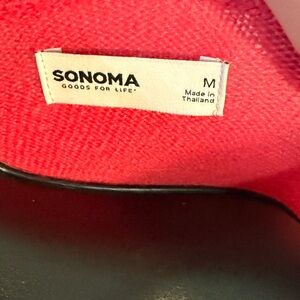 SONOMA
GOODS FOR LIFE
M
Made in
Thailand